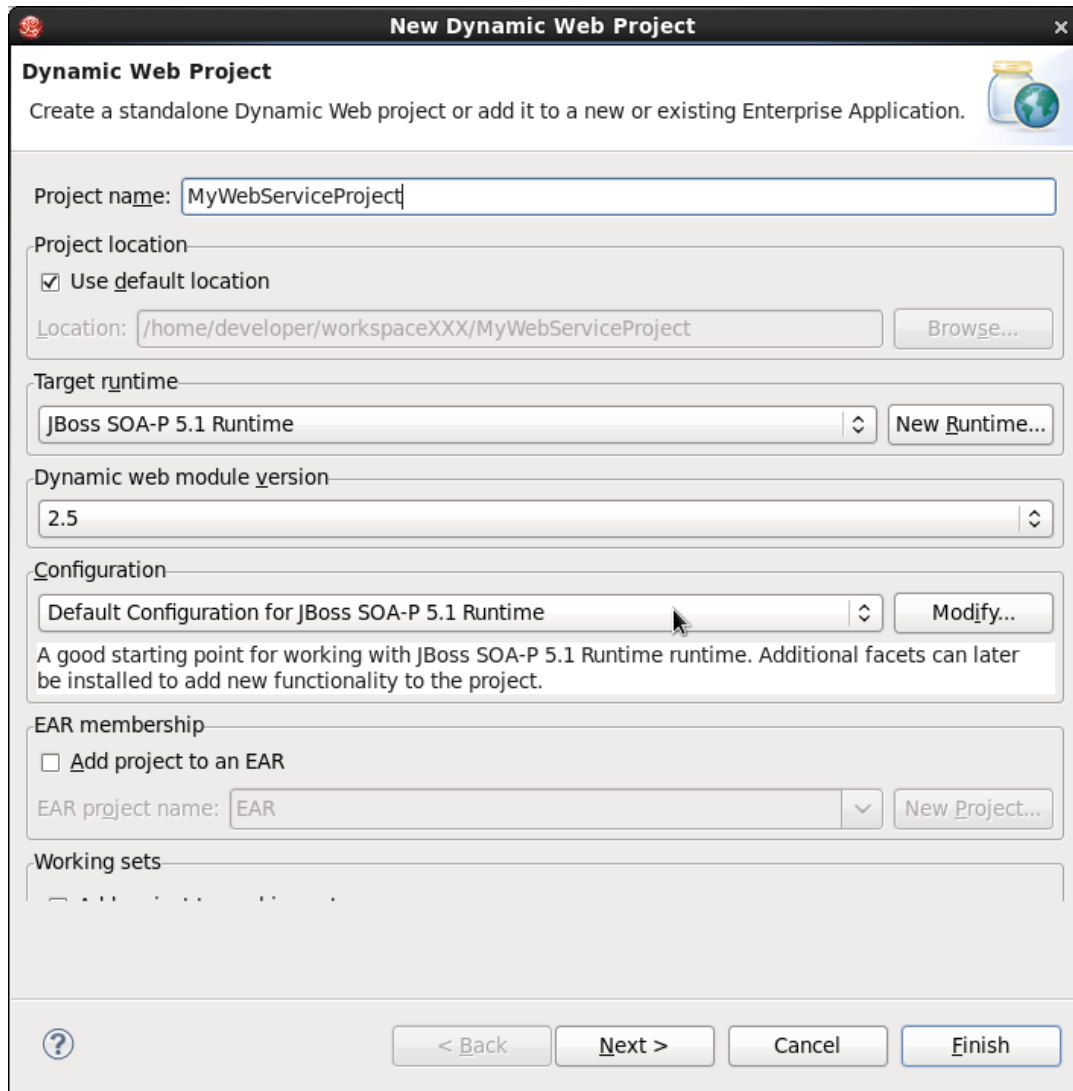 New Dynamic Web Project
Dynamic Web Project
Create a standalone Dynamic Web project or add it to a new or existing Enterprise Application.
Project name: MyWebServiceProject
Project location
Use default location
Location: /home/developer/workspaceXXX/MyWebServiceProject Browse...
Target runtime
JBoss SOA-P 5.1 Runtime New Runtime...
Dynamic web module version
2.5
Configuration
Default Configuration for JBoss SOA-P 5.1 Runtime Modify...
A good starting point for working with JBoss SOA-P 5.1 Runtime runtime. Additional facets can later
be installed to add new functionality to the project.
EAR membership
Add project to an EAR
EAR project name: EAR New Project...
Working sets
< Back Next > Cancel Finish